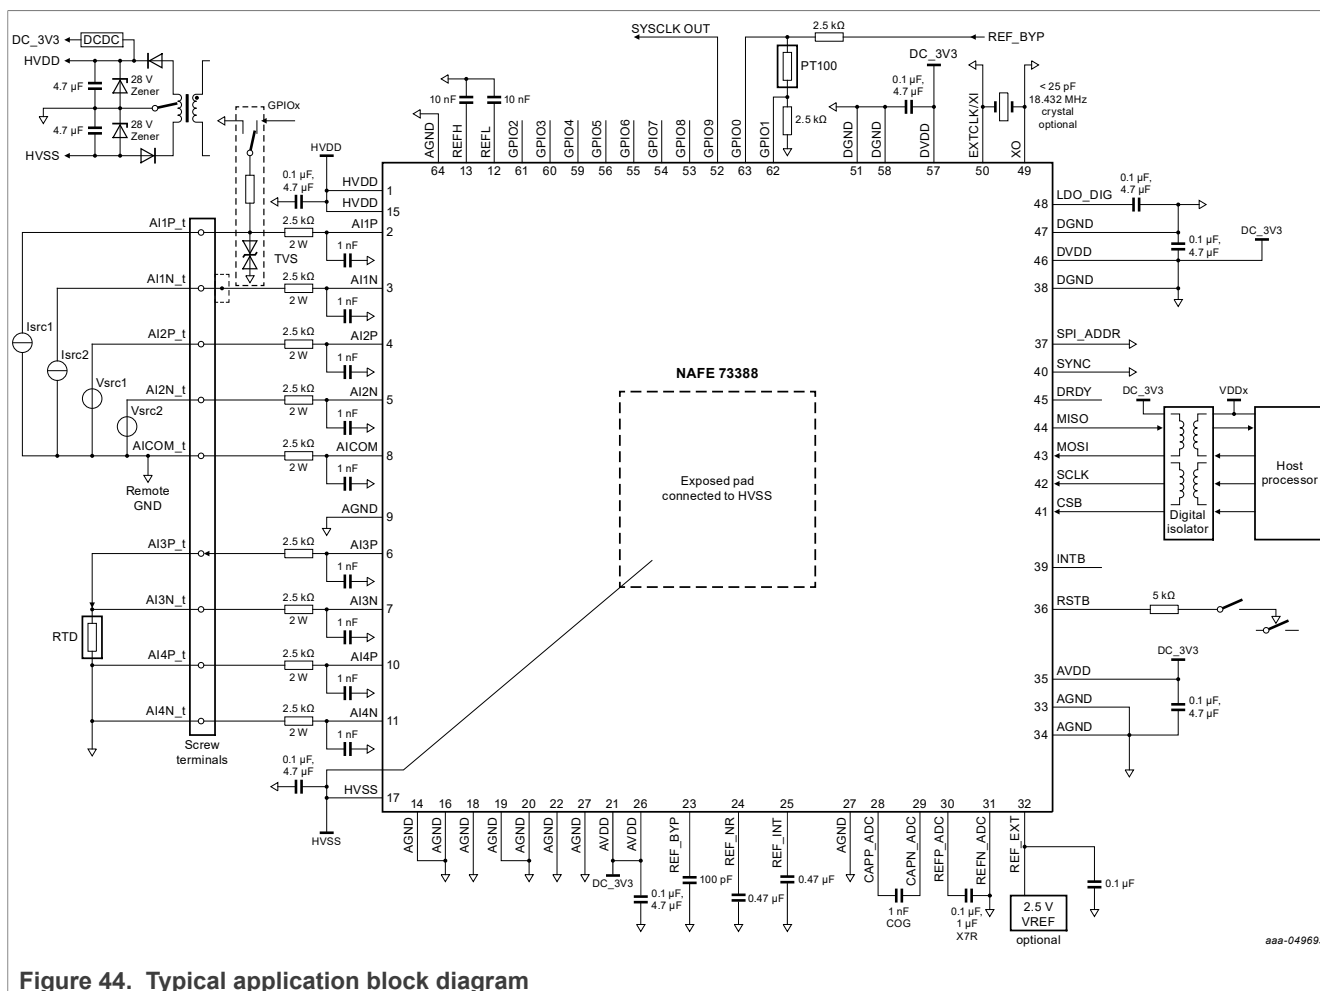 DC_3V3
DCDC
HVDD
4.7 µF
28 V
Zener
4.7 µF
28 V
Zener
HVSS
GPIOx
SYSCLK OUT
2.5 kΩ
REF_BYP
PT100
2.5 kΩ
DC_3V3
0.1 µF,
4.7 µF
< 25 pF
18.432 MHz
crystal
optional
10 nF
10 nF
AGND
REFH
REFL
GPIO2
GPIO3
GPIO4
GPIO5
GPIO6
GPIO7
GPIO8
GPIO9
GPIO0
GPIO1
DGND
DGND
DVDD
EXTCLK/XI
XO
64
13
12
61
60
59
56
55
54
53
52
63
62
51
58
57
50
49
HVDD
0.1 µF,
4.7 µF
HVDD
1
HVDD
15
AI1P_t
2.5 kΩ
2 W
AI1P
2
1 nF
TVS
AI1N_t
2.5 kΩ
2 W
AI1N
3
1 nF
AI2P_t
2.5 kΩ
2 W
AI2P
4
1 nF
AI2N_t
2.5 kΩ
2 W
AI2N
5
1 nF
AICOM_t
2.5 kΩ
2 W
AICOM
8
1 nF
Isrc1
Isrc2
Vsrc1
Vsrc2
Remote
GND
AGND
9
AI3P_t
2.5 kΩ
AI3P
6
1 nF
AI3N_t
2.5 kΩ
2 W
AI3N
7
1 nF
RTD
AI4P_t
2.5 kΩ
2 W
AI4P
10
1 nF
AI4N_t
2.5 kΩ
2 W
AI4N
11
1 nF
Screw
terminals
0.1 µF,
4.7 µF
HVSS
17
HVSS
NAFE 73388
Exposed pad
connected to HVSS
48
LDO_DIG
0.1 µF,
4.7 µF
47
DGND
0.1 µF,
4.7 µF
DC_3V3
46
DVDD
38
DGND
37
SPI_ADDR
40
SYNC
45
DRDY
DC_3V3
VDDx
44
MISO
43
MOSI
42
SCLK
41
CSB
Digital
isolator
Host
processor
39
INTB
36
RSTB
5 kΩ
DC_3V3
35
AVDD
33
AGND
0.1 µF,
4.7 µF
34
AGND
14
16
18
19
20
22
27
21
26
23
24
25
27
28
29
30
31
32
AGND
AGND
AGND
AGND
AGND
AGND
AGND
AVDD
AVDD
REF_BYP
REF_NR
REF_INT
AGND
CAPP_ADC
CAPN_ADC
REFP_ADC
REFN_ADC
REF_EXT
DC_3V3
0.1 µF,
4.7 µF
100 pF
0.47 µF
0.47 µF
1 nF
COG
0.1 µF,
1 µF
X7R
2.5 V
VREF
optional
0.1 µF
Figure 44. Typical application block diagram